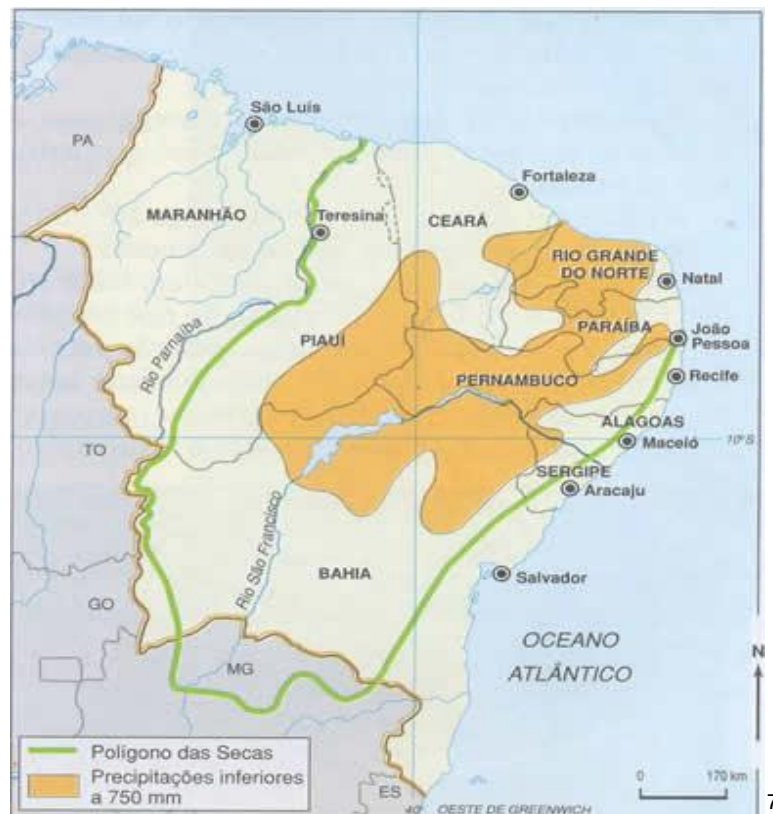 PA
São Luís
Fortaleza
MARANHÃO
Teresina
CEARÁ
RIO GRANDE
DO NORTE
Natal
PARAÍBA
João
Pessoa
Rio Parnaíba
PIAUÍ
PERNAMBUCO
Recife
ALAGOAS
10° S
Maceió
TO
SERGIPE
Aracaju
Rio São Francisco
BAHIA
Salvador
GO
MG
OCEANO
ATLÂNTICO
N
Polígono das Secas
Precipitações inferiores
a 750 mm
ES
0 170 km
40° OESTE DE GREENWICH
7